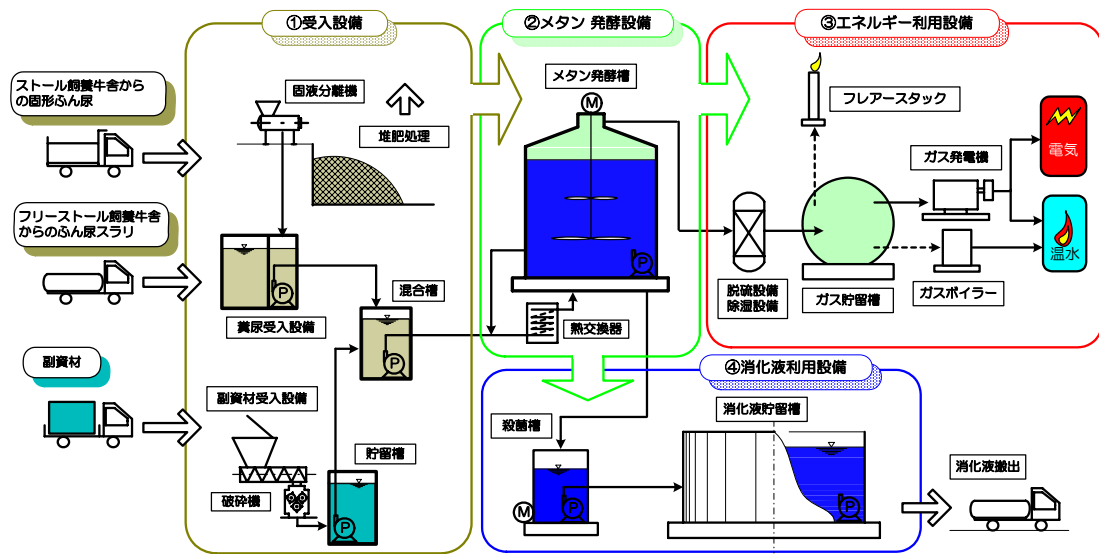 ①受入設備
②メタン 発酵設備
③エネルギー利用設備
ストール飼養牛舎から
の固形ふん尿
フリーストール飼養牛舎
からのふん尿スラリ
副資材
固液分離機
堆肥処理
P
糞尿受入設備
混合槽
P
副資材受入設備
破砕機
貯留槽
P
メタン発酵槽
M
P
熱交換器
フレアースタック
脱硫設備
除湿設備
ガス貯留槽
ガス発電機
ガスボイラー
電気
温水
④消化液利用設備
殺菌槽
M
P
消化液貯留槽
P
消化液搬出